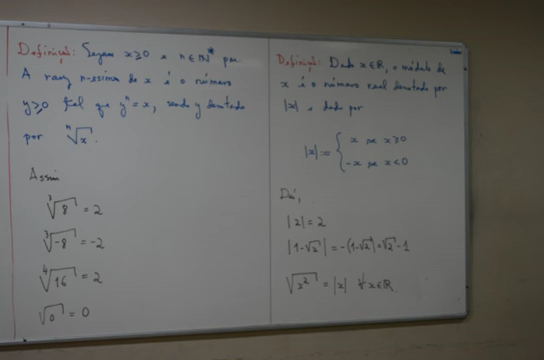 Definição: Sejam x≥0 e n∈ℕ* par
A raiz n-ésima de x é o número
y≥0 tal que yⁿ=x, sendo y denotado
por ⁿ√x.
Assim
³√8 = 2
³√-8 = -2
⁴√16 = 2
√0 = 0
Definição: Dado x∈ℝ, o módulo de
x é o número real denotado por
|x| e dado por
|x| = { x se x≥0
-x se x<0
Daí,
|2| = 2
|1-√2| = -(1-√2) = √2-1
√x² = |x| ∀x∈ℝ